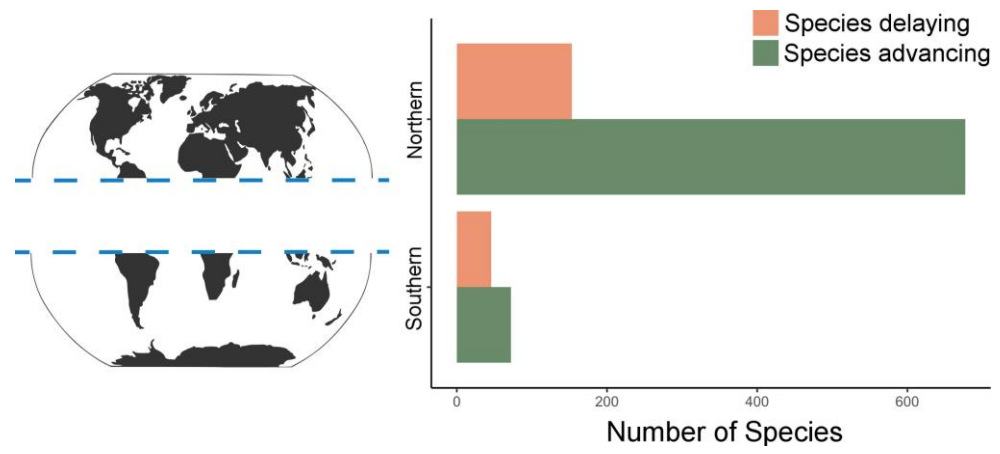 Species delaying
Species advancing
Northern
Southern
0
200
400
600
Number of Species